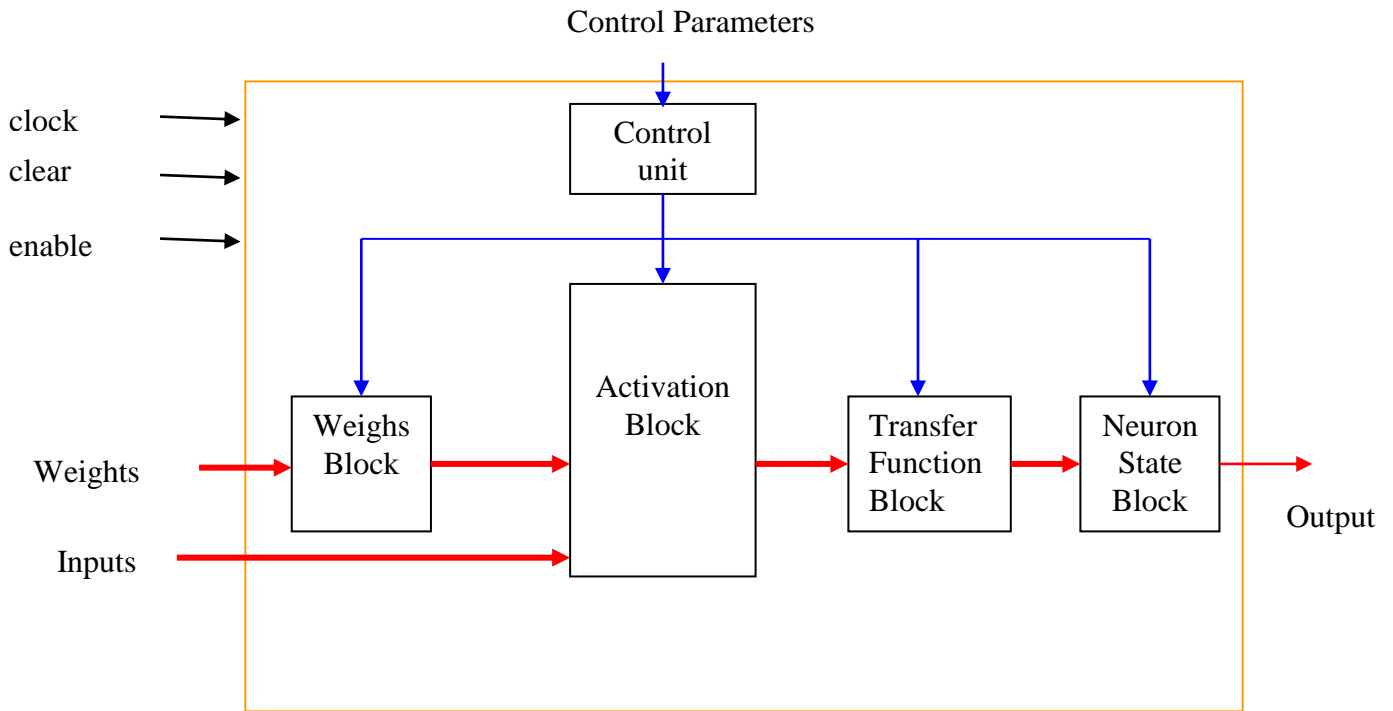 Control Parameters
clock
clear
enable
Control
unit
Activation
Block
Weighs
Block
Transfer
Function
Block
Neuron
State
Block
Weights
Inputs
Output